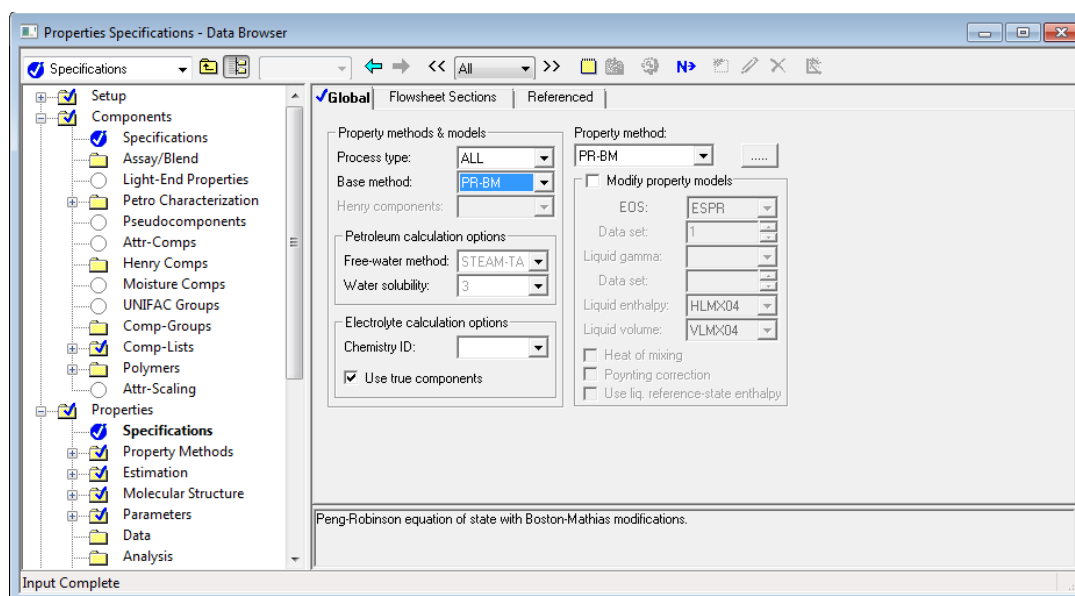 Properties Specifications - Data Browser
Specifications
<< All >>
N>
Setup
Components
Specifications
Assay/Blend
Light-End Properties
Petro Characterization
Pseudocomponents
Attr-Comps
Henry Comps
Moisture Comps
UNIFAC Groups
Comp-Groups
Comp-Lists
Polymers
Attr-Scaling
Properties
Specifications
Property Methods
Estimation
Molecular Structure
Parameters
Data
Analysis
Global Flowsheet Sections Referenced
Property methods & models
Process type: ALL
Base method: PR-BM
Henry components:
Petroleum calculation options
Free-water method: STEAM-TA
Water solubility: 3
Electrolyte calculation options
Chemistry ID:
Use true components
Property method:
PR-BM .....
Modify property models
EOS: ESPR
Data set: 1
Liquid gamma:
Data set:
Liquid enthalpy: HLMX04
Liquid volume: VLMX04
Heat of mixing
Poynting correction
Use liq. reference-state enthalpy
Peng-Robinson equation of state with Boston-Mathias modifications.
Input Complete